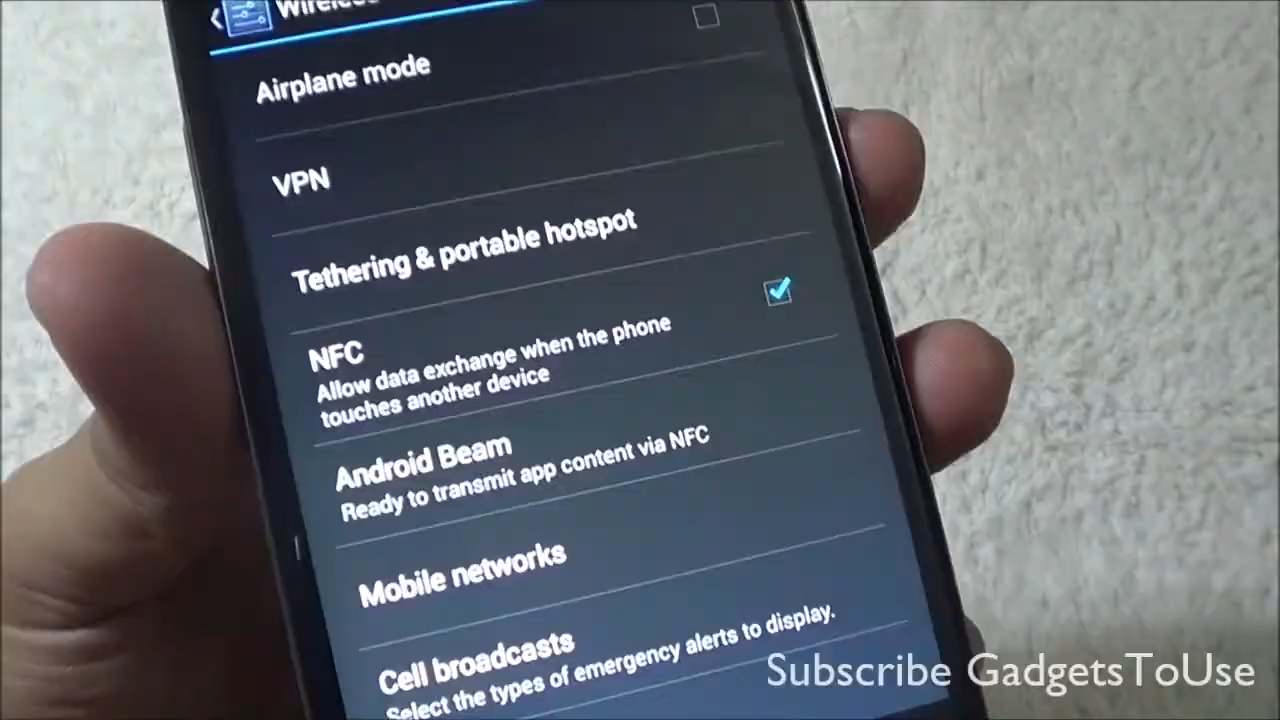 Airplane mode
VPN
Tethering & portable hotspot
NFC
Allow data exchange when the phone
touches another device
Android Beam
Ready to transmit app content via NFC
Mobile networks
Cell broadcasts
Select the types of emergency alerts to display.
Subscribe GadgetsToUse